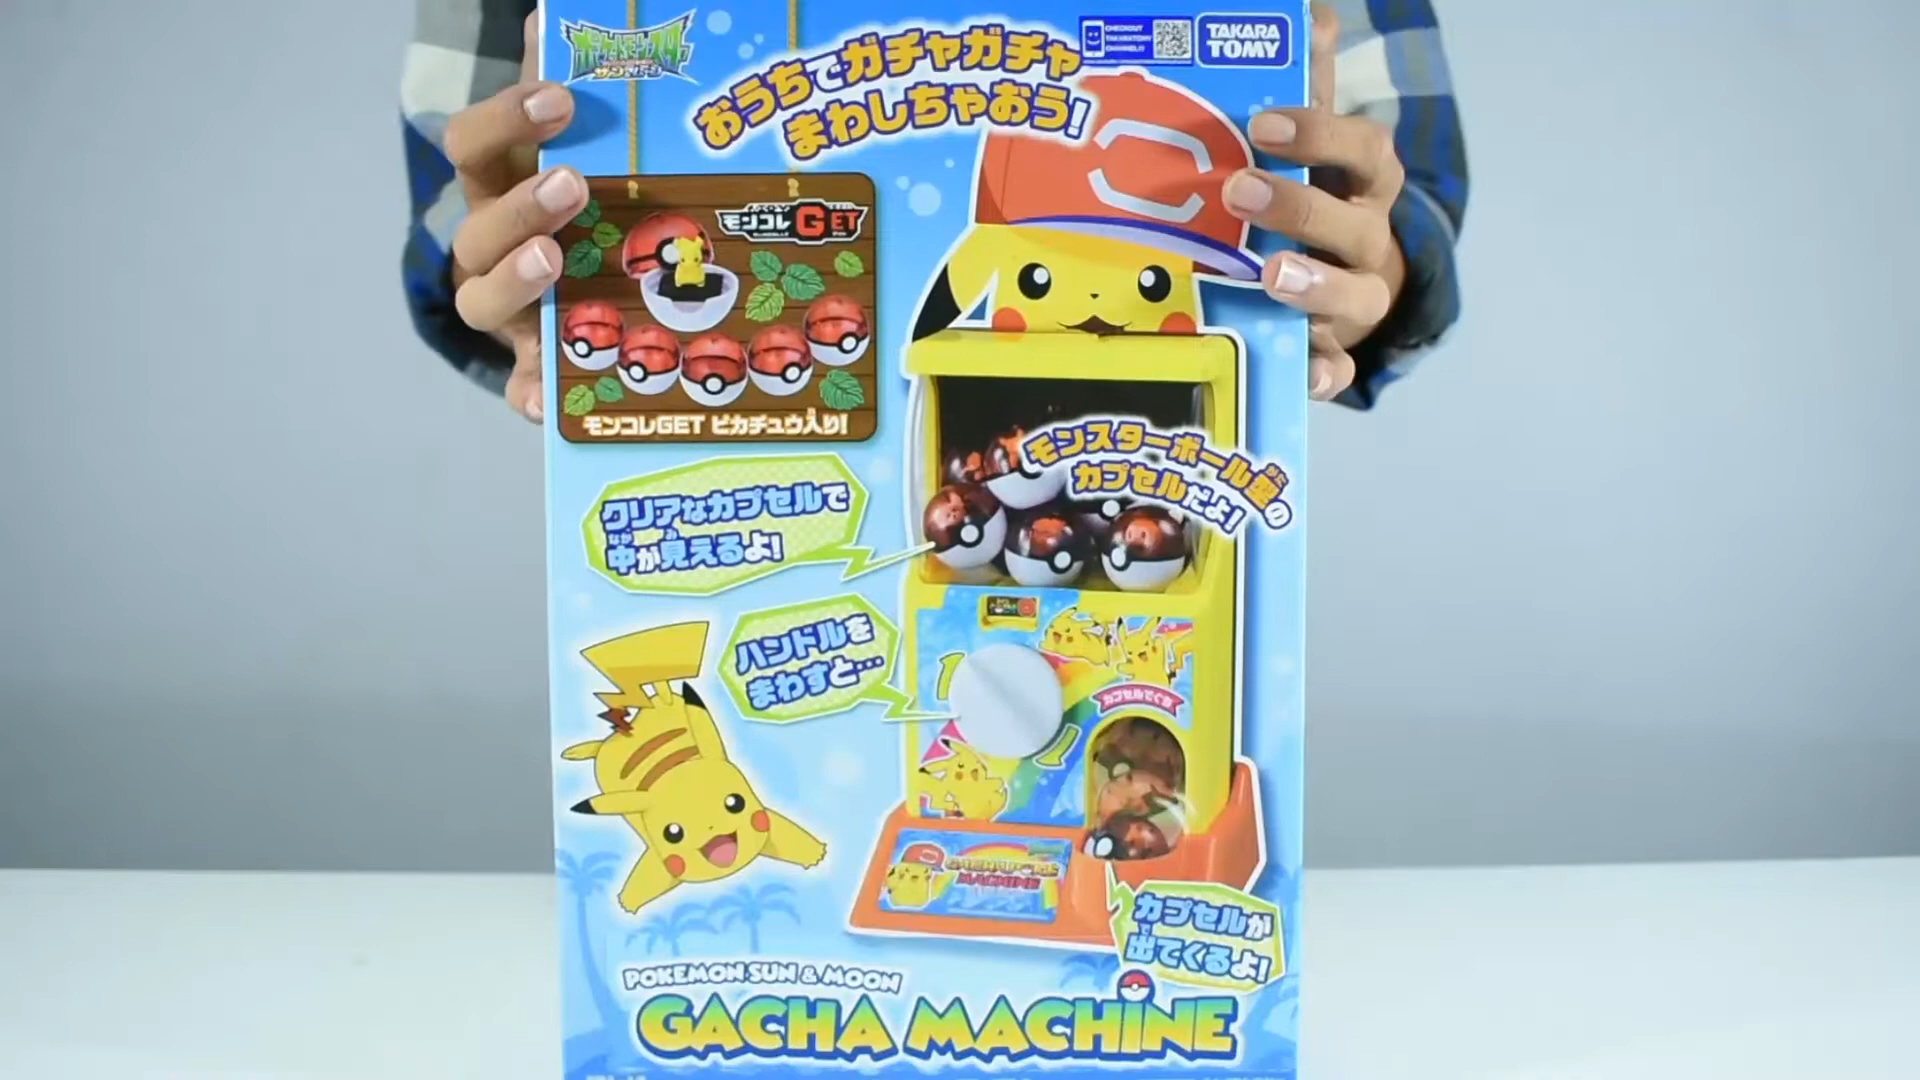 ポケットモンスター
サン&ムーン
CHECKOUT
TAKARATOMY
CHANNEL!!
TAKARA
TOMY
おうちでガチャガチャ
まわしちゃおう!
モンコレGET
モンコレGET ピカチュウ入り!
モンスターボール型の
カプセルだよ!
クリアなカプセルで
中が見えるよ!
ハンドルを
まわすと…
カプセルでぐち
MACHINE
カプセルが
出てくるよ!
POKEMON SUN & MOON
GACHA MACHINE